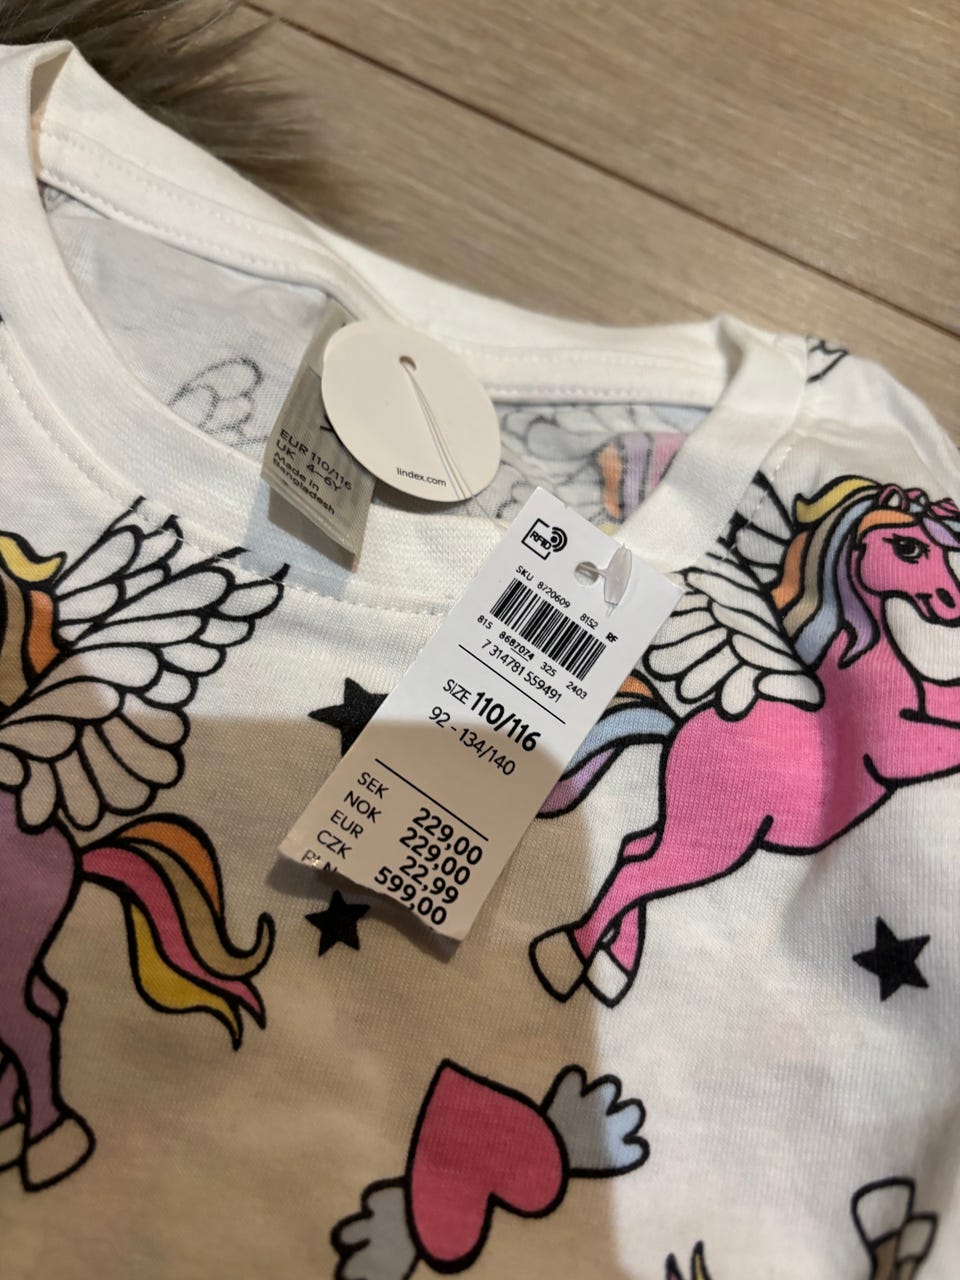 EUR 110/116
UK 4-6Y
Made in
Bangladesh
lindex.com
RFID
SKU 8720609 8152 RF
815 8687074 325 2403
7 314781 559491
SIZE 110/116
92 - 134/140
SEK 229,00
NOK 229,00
EUR 22,99
CZK 599,00